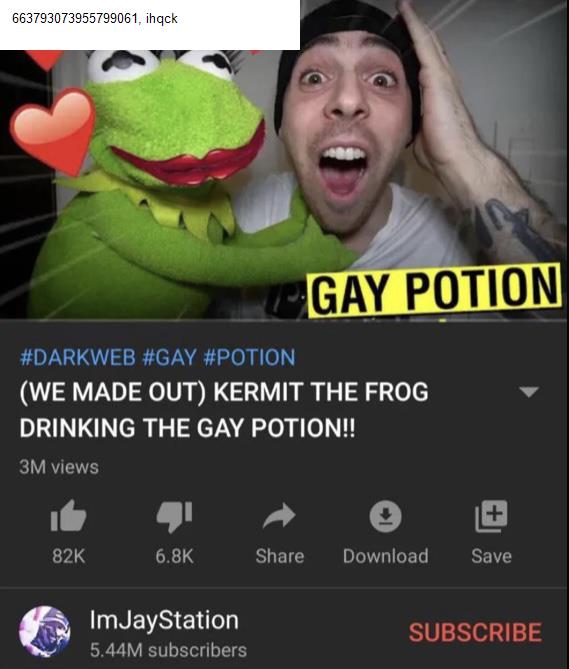 663793073955799061, ihqck
GAY POTION
#DARKWEB #GAY #POTION
(WE MADE OUT) KERMIT THE FROG
DRINKING THE GAY POTION!!
3M views
82K
6.8K
Share
Download
Save
ImJayStation
5.44M subscribers
SUBSCRIBE